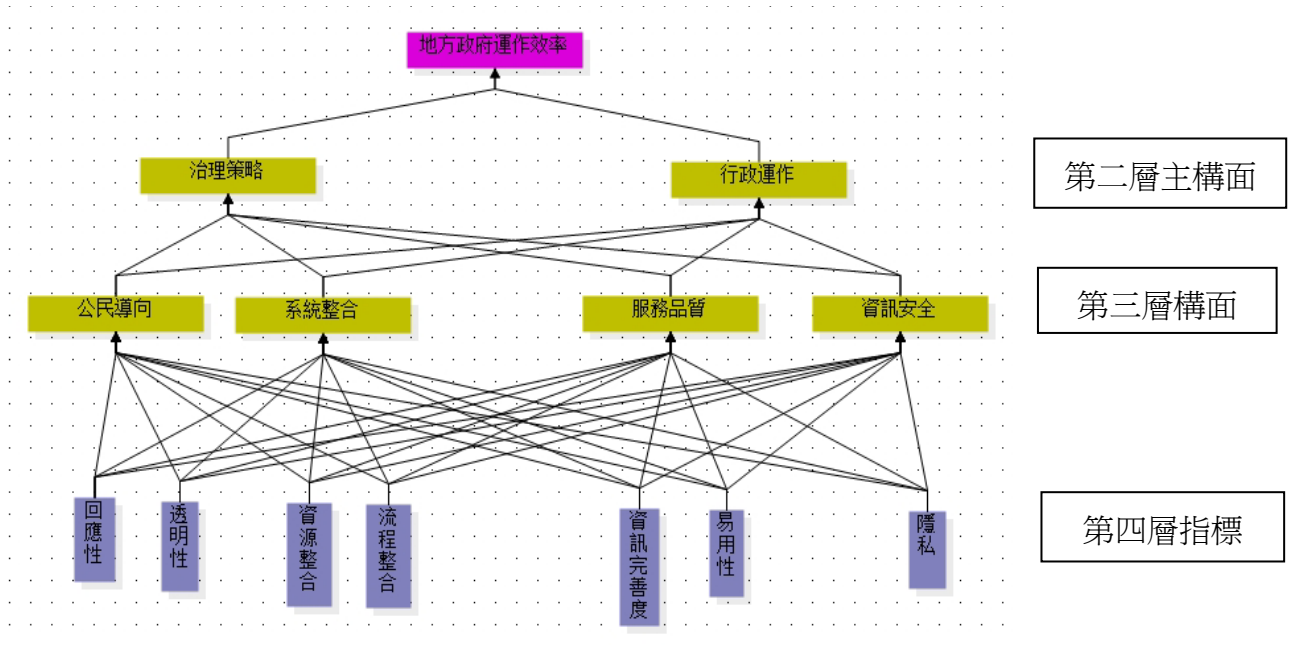 地方政府運作效率
治理策略
行政運作
第二層主構面
公民導向
系統整合
服務品質
資訊安全
第三層構面
回應性
透明性
資源整合
流程整合
資訊完善度
易用性
隱私
第四層指標